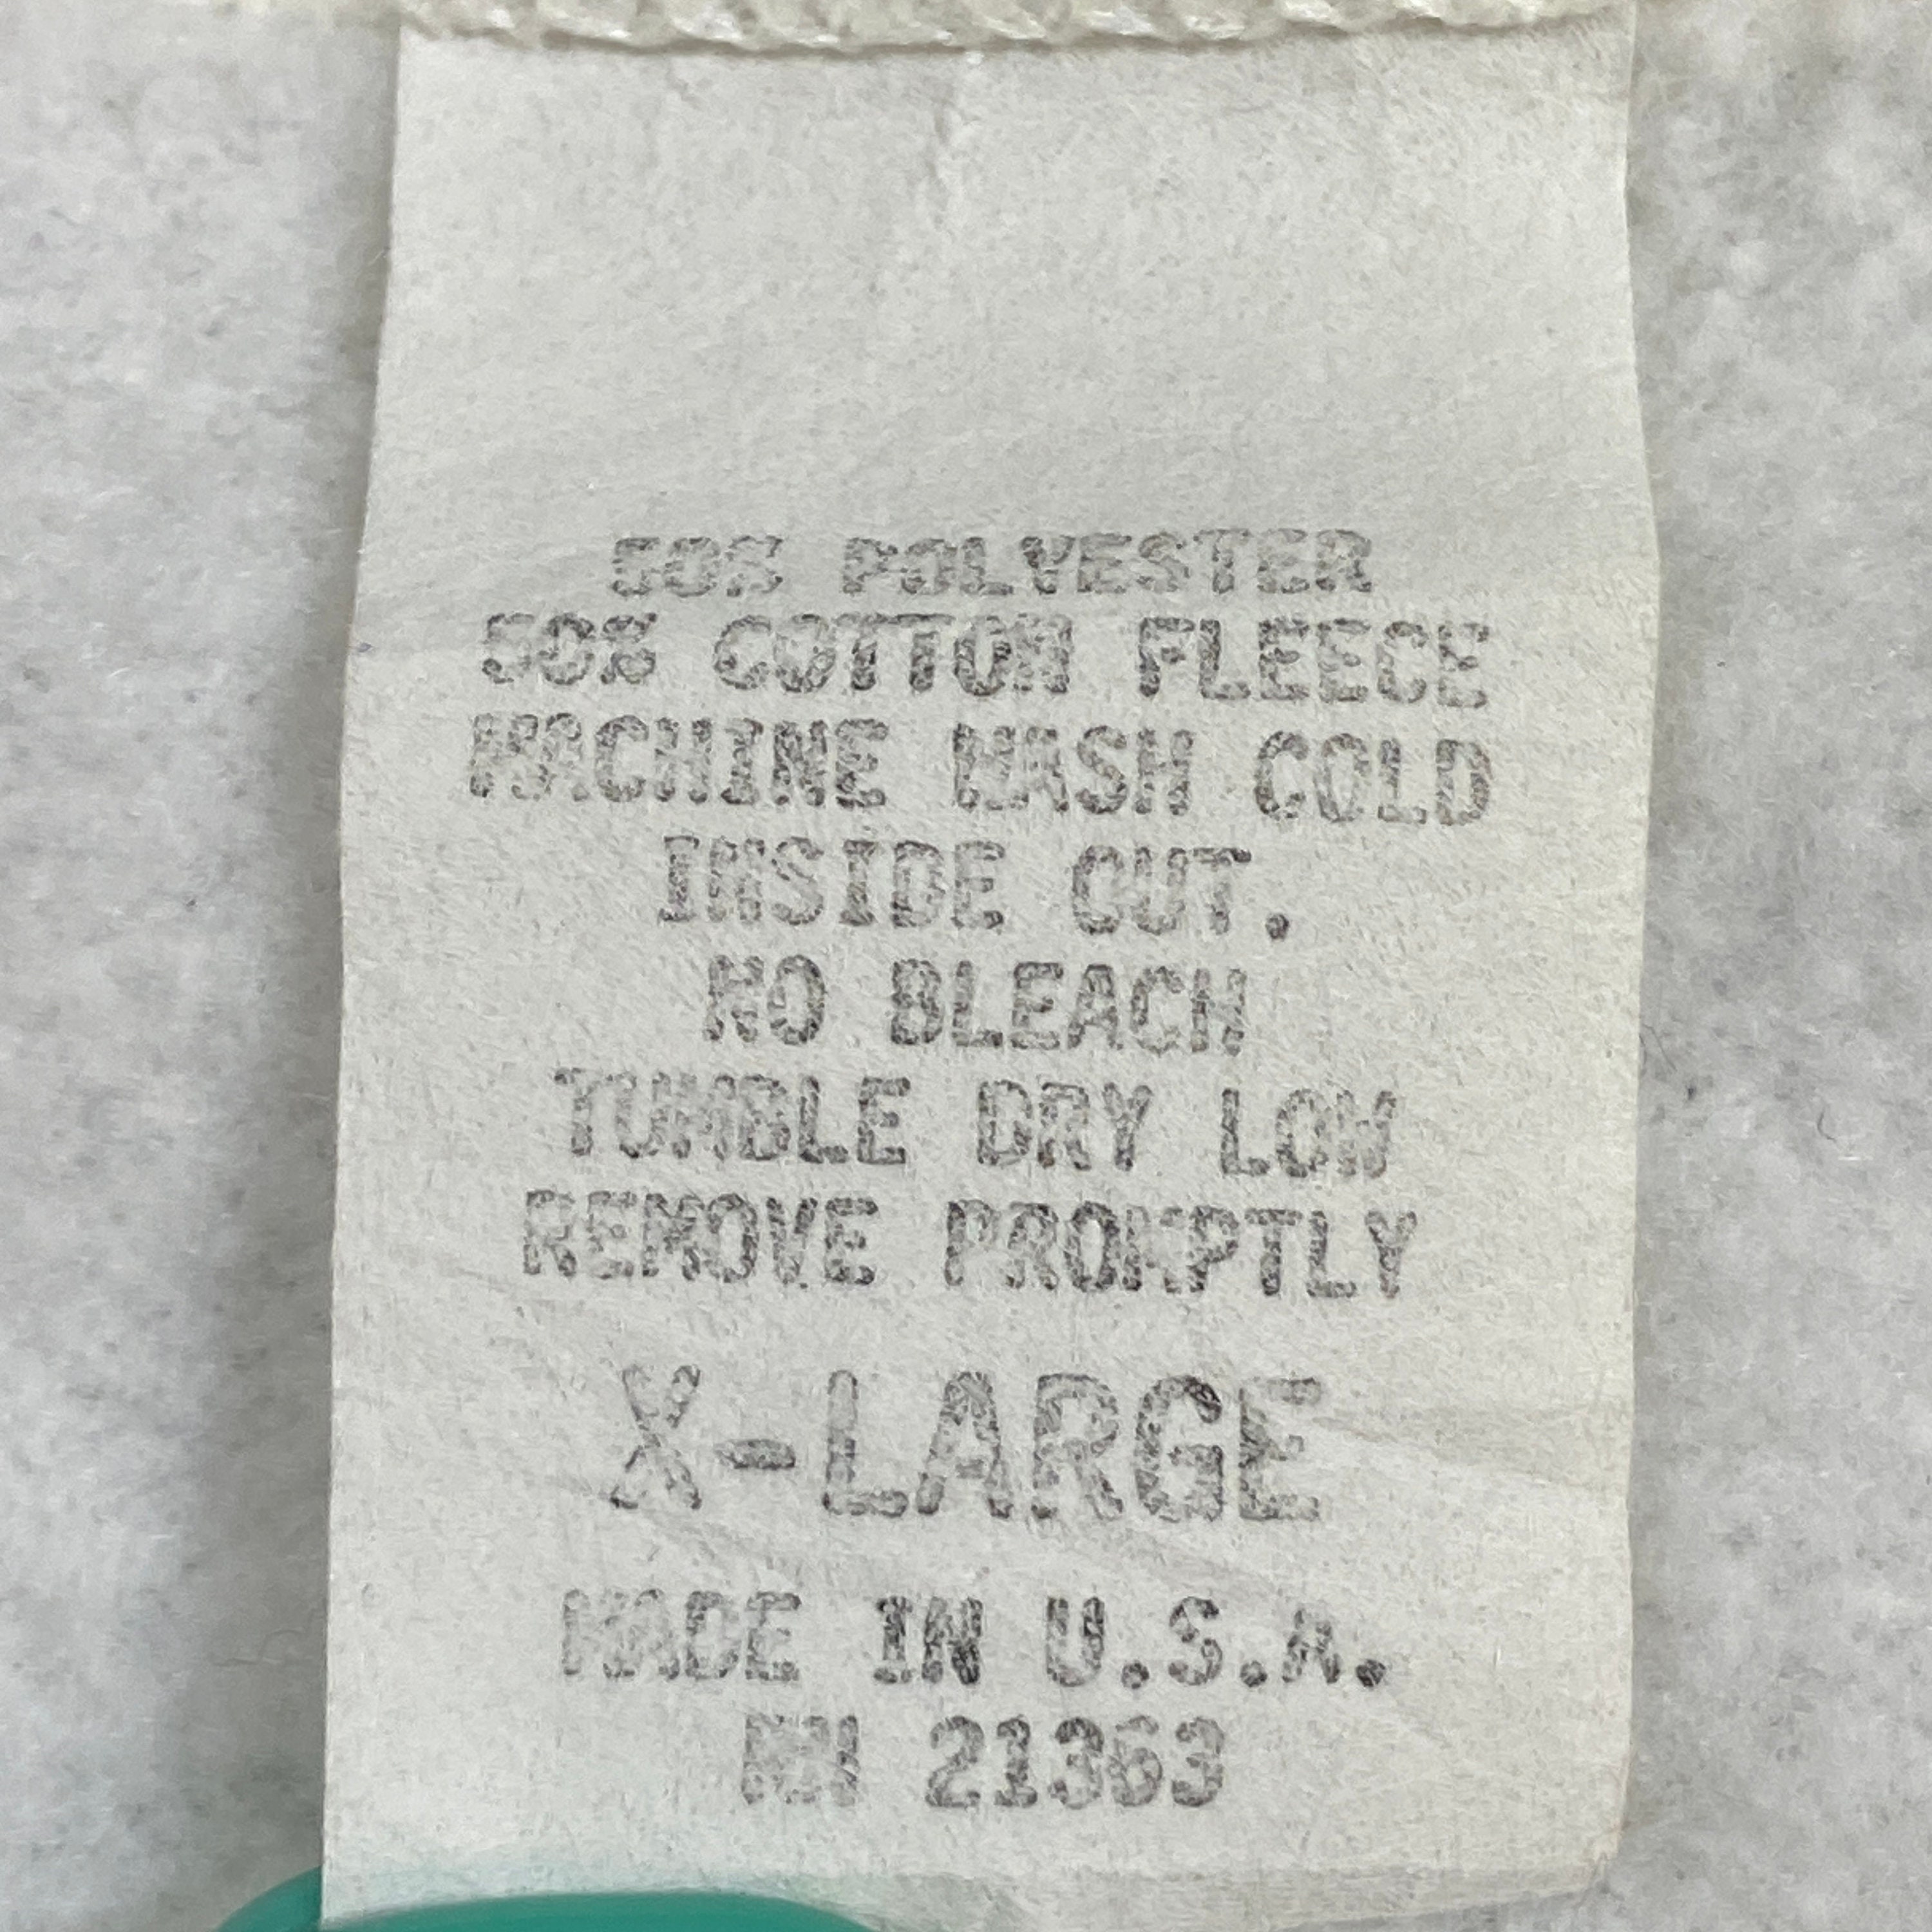 50% POLYESTER
50% COTTON FLEECE
MACHINE WASH COLD
INSIDE OUT.
NO BLEACH
TUMBLE DRY LOW
REMOVE PROMPTLY
X-LARGE
MADE IN U.S.A.
RN 21363